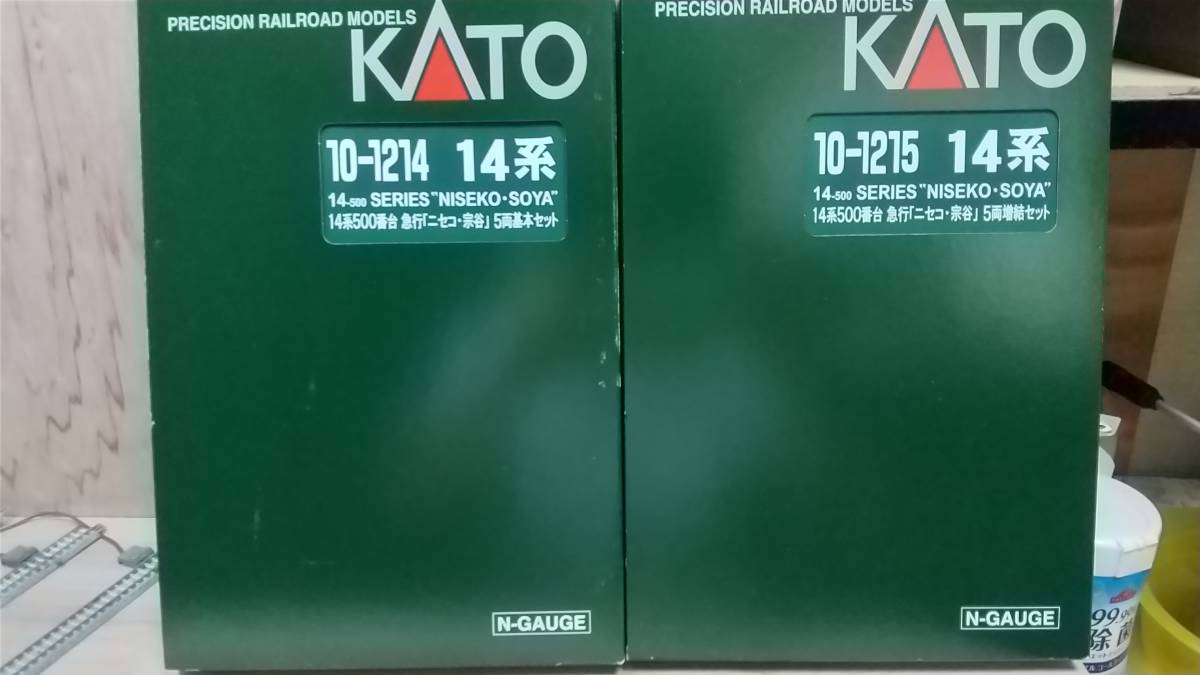 PRECISION RAILROAD MODELS
KATO
10-1214 14系
14-500 SERIES "NISEKO・SOYA"
14系500番台 急行「ニセコ・宗谷」 5両基本セット
N-GAUGE
PRECISION RAILROAD MODELS
KATO
10-1215 14系
14-500 SERIES "NISEKO・SOYA"
14系500番台 急行「ニセコ・宗谷」 5両増結セット
N-GAUGE
99.99
除菌